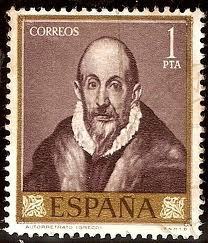 CORREOS
1
PTA
ESPAÑA
AUTORRETRATO (GRECO)